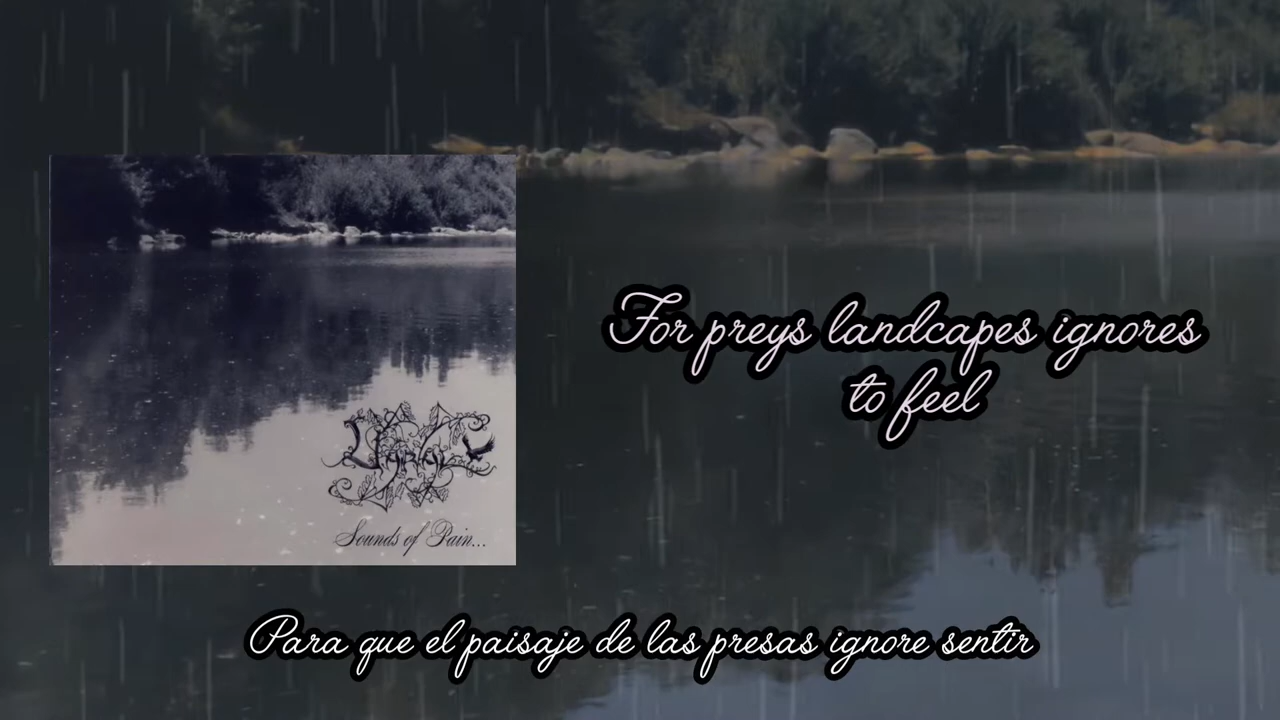 For preys landcapes ignores
to feel
Sounds of Pain...
Para que el paisaje de las presas ignore sentir